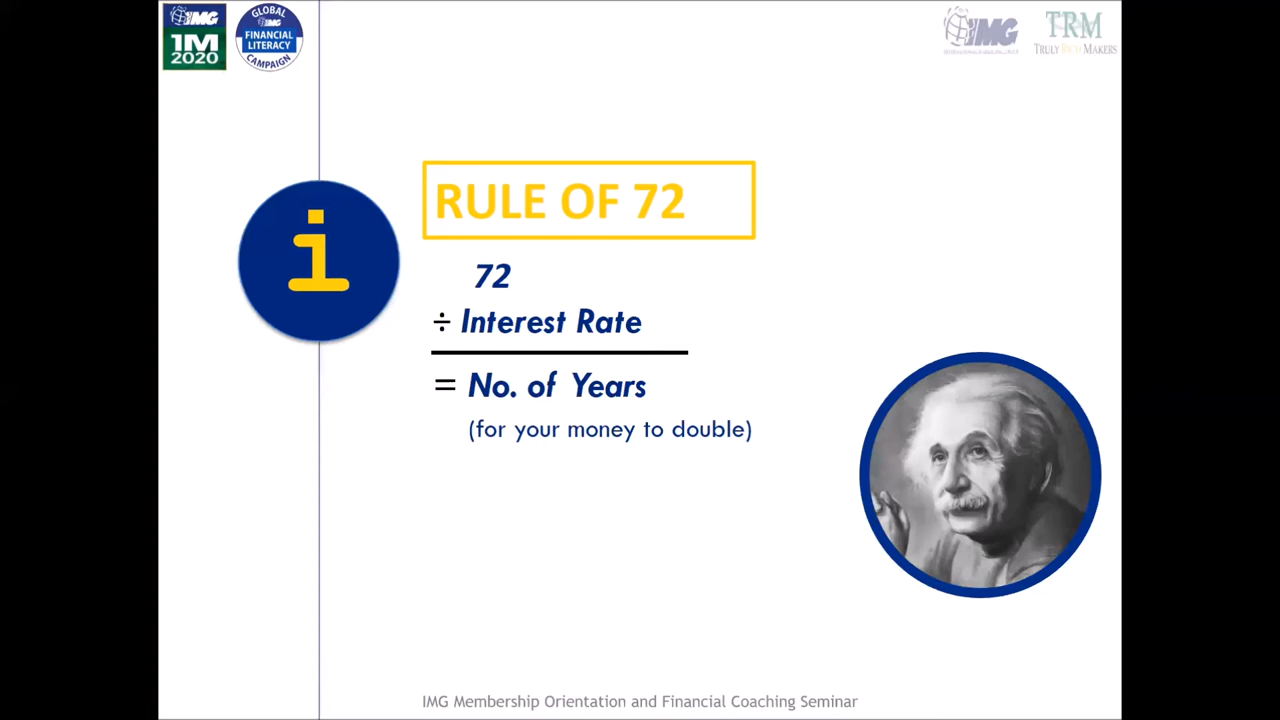 IMG
1M
2020
GLOBAL
IMG
FINANCIAL
LITERACY
CAMPAIGN
IMG
TRM
TRULY RICH MAKERS
i
RULE OF 72
72
÷ Interest Rate
= No. of Years
(for your money to double)
IMG Membership Orientation and Financial Coaching Seminar